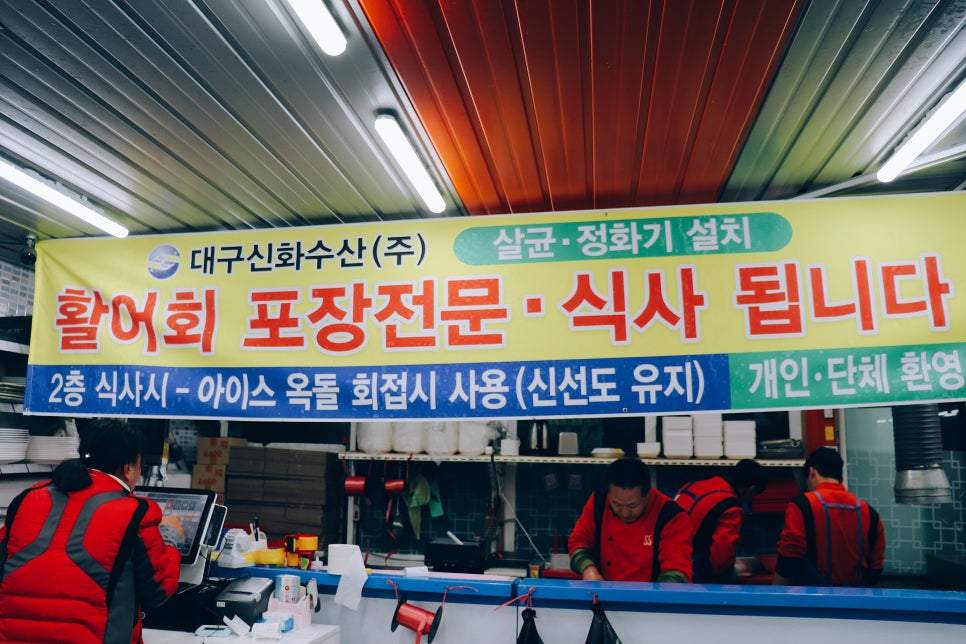 대구신화수산(주)
살균·정화기 설치
활어회 포장전문·식사 됩니다
2층 식사시 - 아이스 옥돌 회접시 사용(신선도 유지)
개인·단체 환영